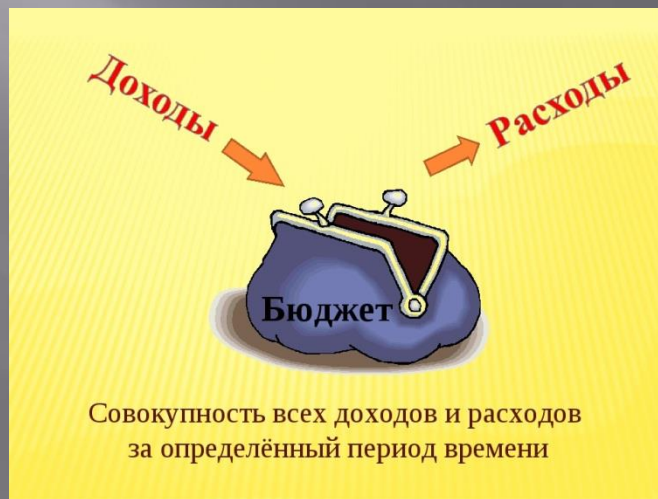 Доходы
Расходы
Бюджет
Совокупность всех доходов и расходов
за определённый период времени